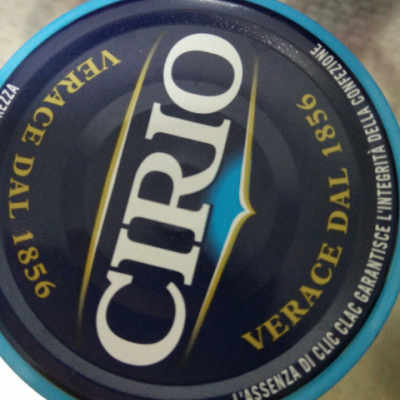 VERACE DAL 1856
CIRIO
VERACE DAL 1856
L'ASSENZA DI CLIC CLAC GARANTISCE L'INTEGRITÀ DELLA CONFEZIONE